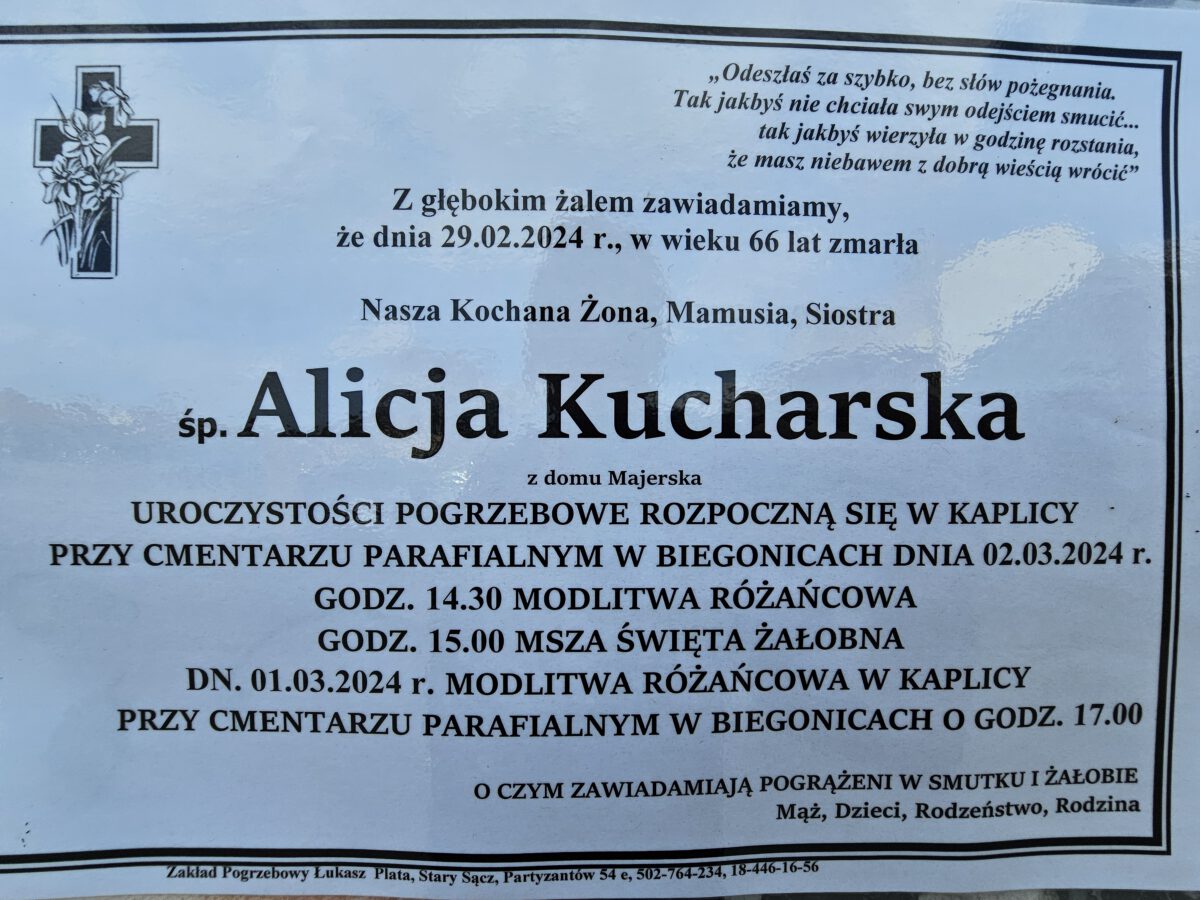 „Odeszłaś za szybko, bez słów pożegnania.
Tak jakbyś nie chciała swym odejściem smucić...
tak jakbyś wierzyła w godzinę rozstania,
że masz niebawem z dobrą wieścią wrócić”
Z głębokim żalem zawiadamiamy,
że dnia 29.02.2024 r., w wieku 66 lat zmarła
Nasza Kochana Żona, Mamusia, Siostra
śp. Alicja Kucharska
z domu Majerska
UROCZYSTOŚCI POGRZEBOWE ROZPOCZNĄ SIĘ W KAPLICY
PRZY CMENTARZU PARAFIALNYM W BIEGONICACH DNIA 02.03.2024 r.
GODZ. 14.30 MODLITWA RÓŻAŃCOWA
GODZ. 15.00 MSZA ŚWIĘTA ŻAŁOBNA
DN. 01.03.2024 r. MODLITWA RÓŻAŃCOWA W KAPLICY
PRZY CMENTARZU PARAFIALNYM W BIEGONICACH O GODZ. 17.00
O CZYM ZAWIADAMIAJĄ POGRĄŻENI W SMUTKU I ŻAŁOBIE
Mąż, Dzieci, Rodzeństwo, Rodzina
Zakład Pogrzebowy Łukasz Plata, Stary Sącz, Partyzantów 54 e, 502-764-234, 18-446-16-56